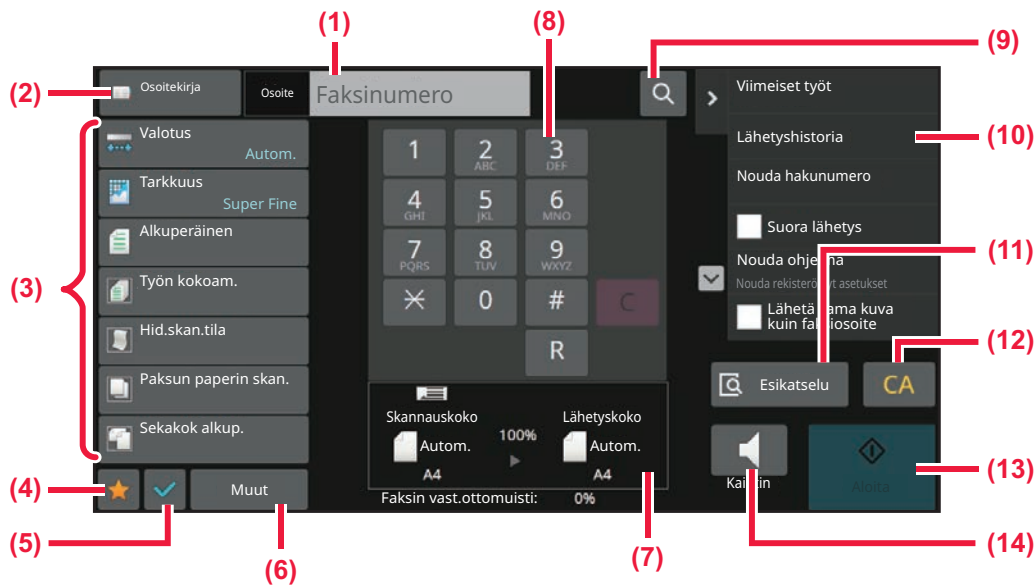 (1)
(8)
(9)
(2)
Osoitekirja
Osoite
Faksinumero
Viimeiset työt
(3)
Valotus
Autom.
Tarkkuus
Super Fine
Alkuperäinen
Työn kokoam.
Hid.skan.tila
Paksun paperin skan.
Sekakok alkup.
1
2 ABC
3 DEF
4 GHI
5 JKL
6 MNO
7 PQRS
8 TUV
9 WXYZ
0
#
C
R
Lähetyshistoria
(10)
Nouda hakunumero
Suora lähetys
(11)
Nouda
Nouda asetukset
Lähetä kuva
kuin
(12)
Esikatselu
CA
Skannauskoko
Lähetyskoko
100%
Autom.
Autom.
A4
A4
Faksin vast.ottomuisti: 0%
(4)
(5)
Muut
(6)
(7)
Aloita
(13)
(14)